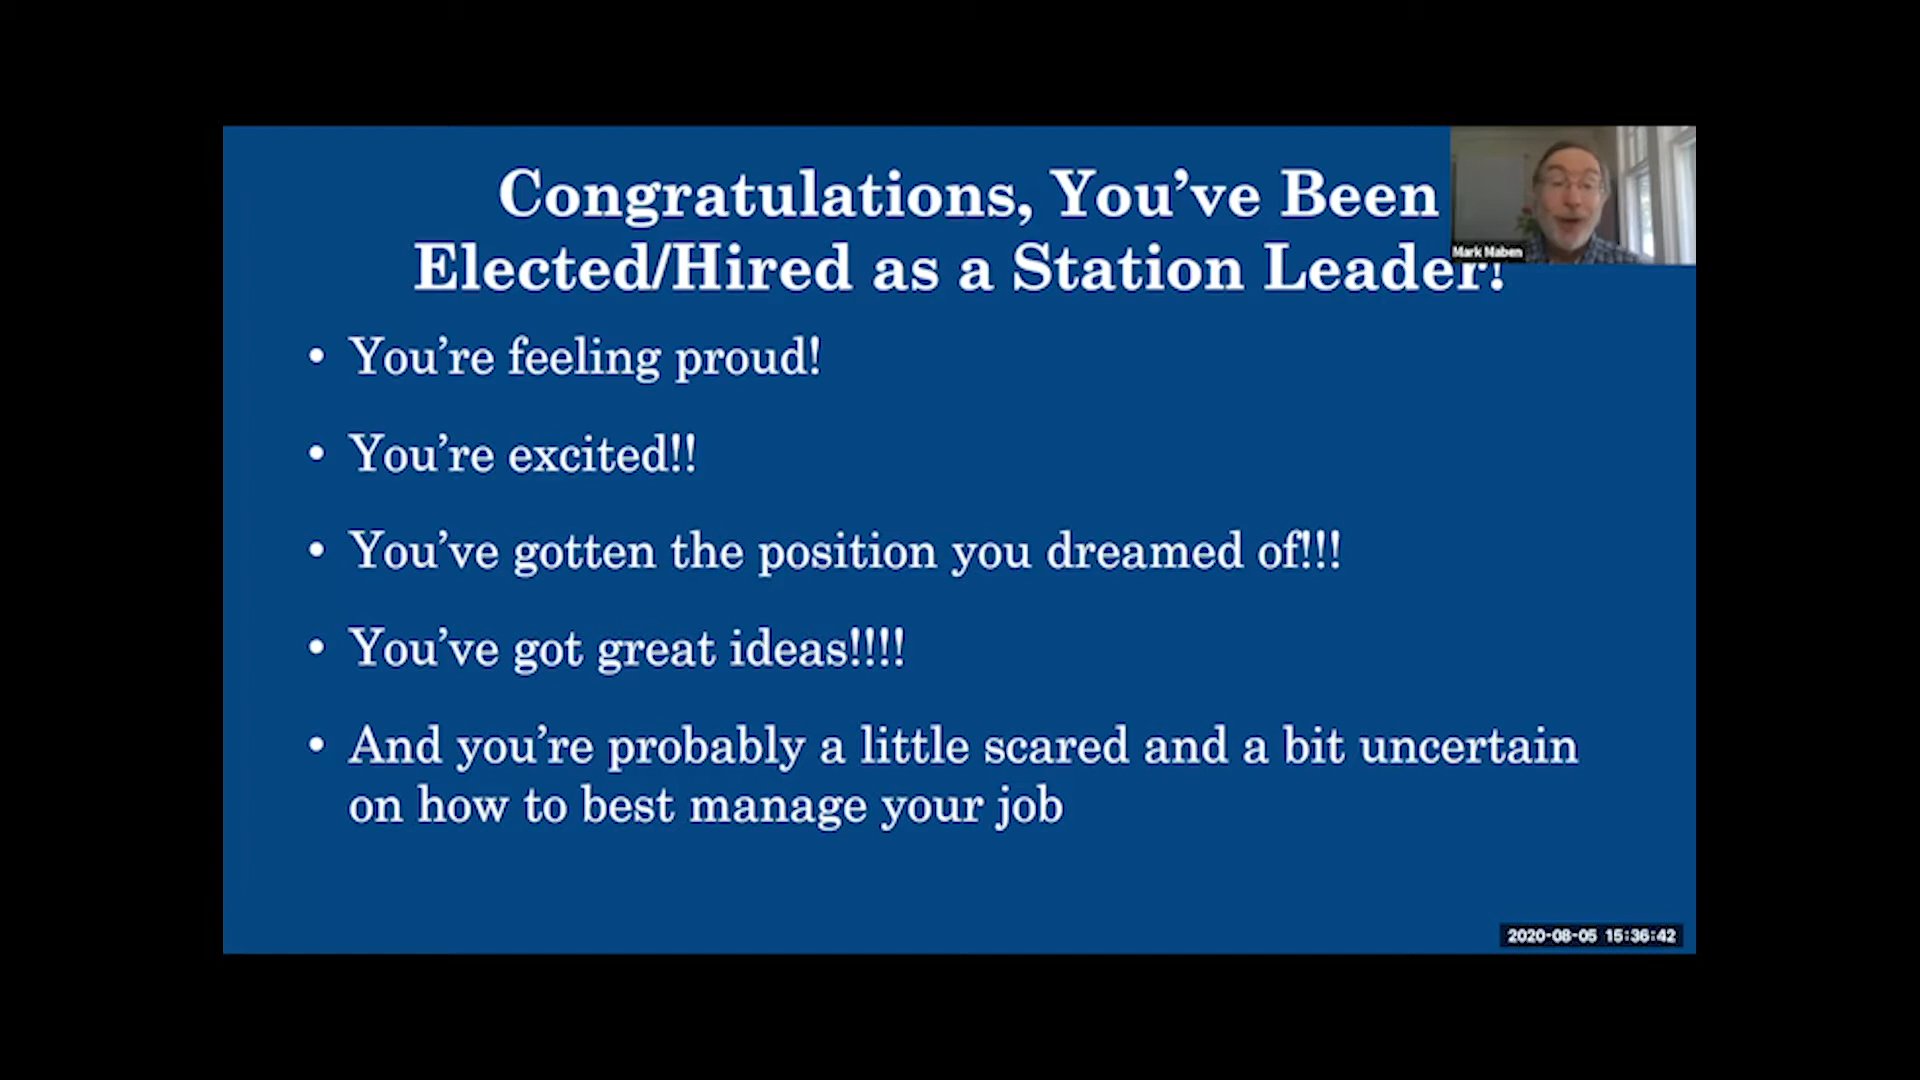 Congratulations, You’ve Been
Elected/Hired as a Station Leader!
Mark Maben
• You’re feeling proud!
• You’re excited!!
• You’ve gotten the position you dreamed of!!!
• You’ve got great ideas!!!!
• And you’re probably a little scared and a bit uncertain
on how to best manage your job
2020-08-05 15:36:42